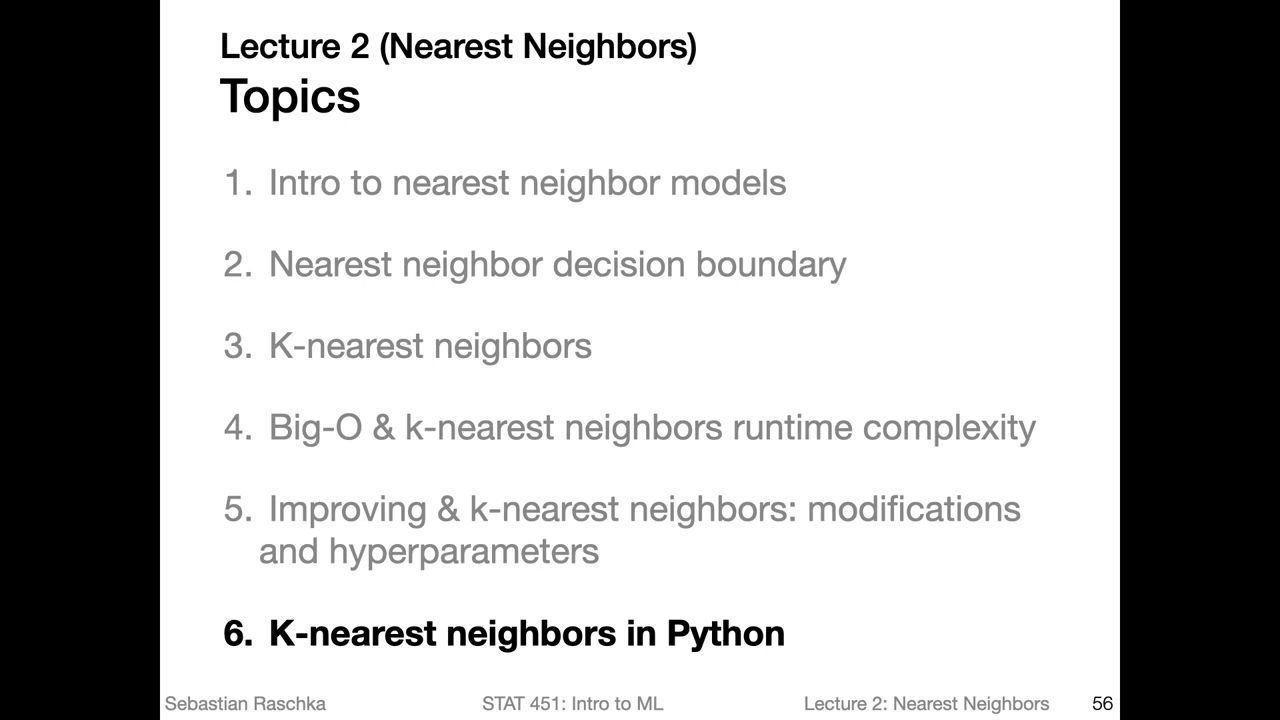 Lecture 2 (Nearest Neighbors)
Topics
1. Intro to nearest neighbor models
2. Nearest neighbor decision boundary
3. K-nearest neighbors
4. Big-O & k-nearest neighbors runtime complexity
5. Improving & k-nearest neighbors: modifications
and hyperparameters
6. K-nearest neighbors in Python
Sebastian Raschka STAT 451: Intro to ML Lecture 2: Nearest Neighbors 56